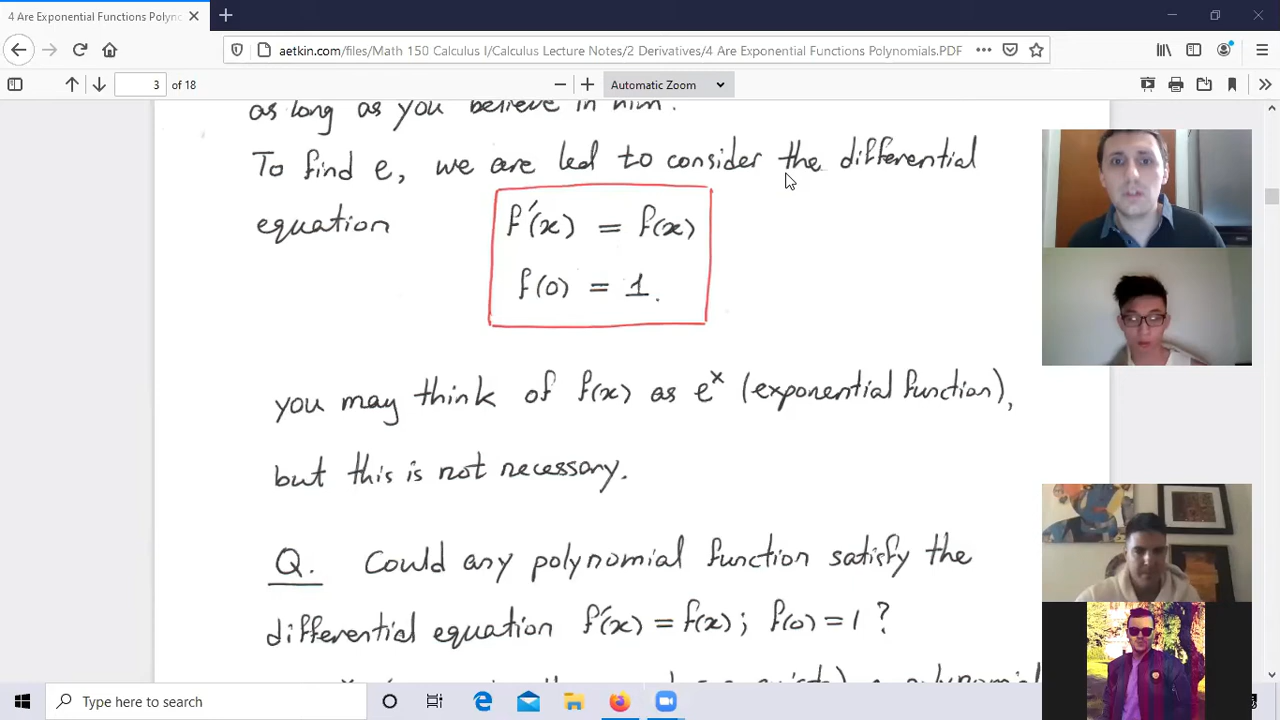 4 Are Exponential Functions Polync
aetkin.com/files/Math 150 Calculus I/Calculus Lecture Notes/2 Derivatives/4 Are Exponential Functions Polynomials.PDF
3 of 18
Automatic Zoom
as long as you believe in him.
To find e, we are led to consider the differential
equation
f'(x) = f(x)
f(0) = 1.
you may think of f(x) as eˣ (exponential function),
but this is not necessary.
Q. Could any polynomial function satisfy the
differential equation f'(x) = f(x); f(0) = 1 ?
a polynomial
Type here to search